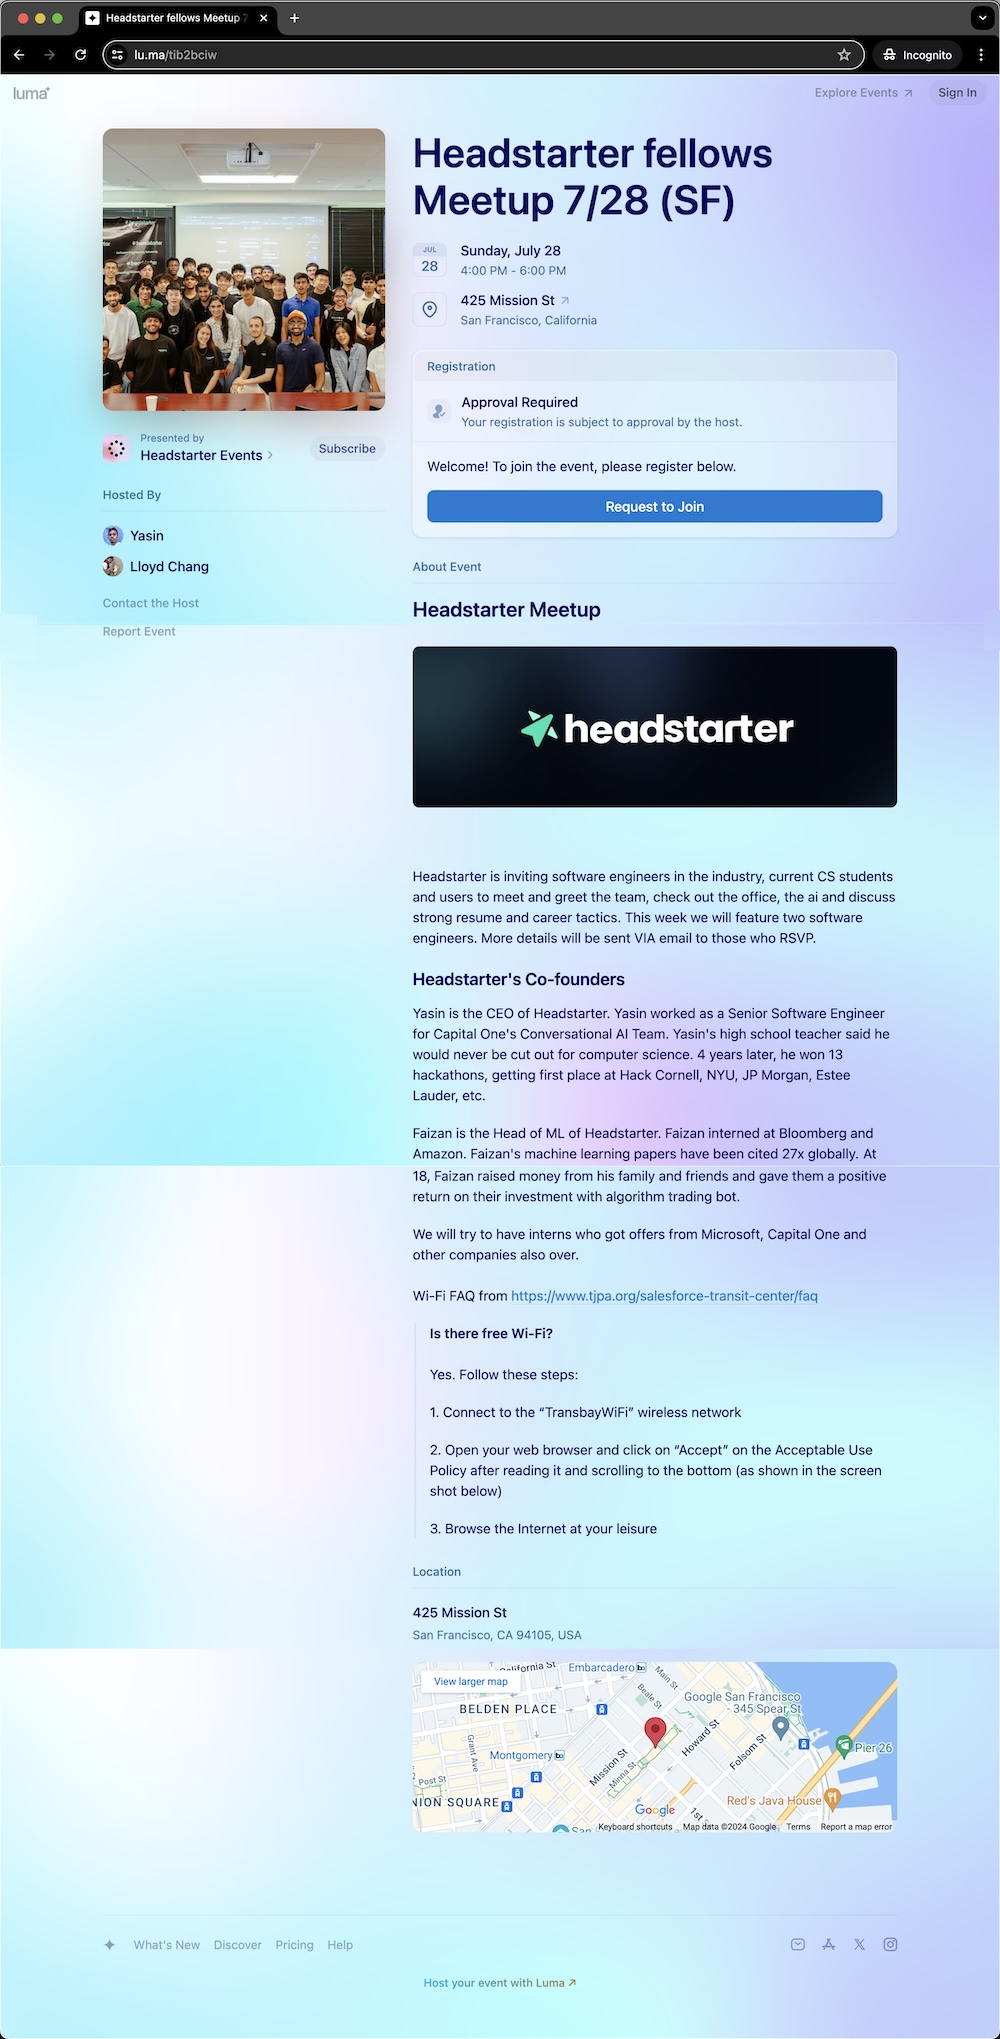 Headstarter fellows Meetup 7
lu.ma/tib2bciw
Incognito
luma
Explore Events ↗
Sign In
Headstarter fellows
Meetup 7/28 (SF)
JUL
28
Sunday, July 28
4:00 PM - 6:00 PM
425 Mission St ↗
San Francisco, California
Registration
Approval Required
Your registration is subject to approval by the host.
Welcome! To join the event, please register below.
Request to Join
Presented by
Headstarter Events
Subscribe
Hosted By
Yasin
Lloyd Chang
Contact the Host
Report Event
About Event
Headstarter Meetup
headstarter
Headstarter is inviting software engineers in the industry, current CS students
and users to meet and greet the team, check out the office, the ai and discuss
strong resume and career tactics. This week we will feature two software
engineers. More details will be sent VIA email to those who RSVP.
Headstarter's Co-founders
Yasin is the CEO of Headstarter. Yasin worked as a Senior Software Engineer
for Capital One's Conversational AI Team. Yasin's high school teacher said he
would never be cut out for computer science. 4 years later, he won 13
hackathons, getting first place at Hack Cornell, NYU, JP Morgan, Estee
Lauder, etc.
Faizan is the Head of ML of Headstarter. Faizan interned at Bloomberg and
Amazon. Faizan's machine learning papers have been cited 27x globally. At
18, Faizan raised money from his family and friends and gave them a positive
return on their investment with algorithm trading bot.
We will try to have interns who got offers from Microsoft, Capital One and
other companies also over.
Wi-Fi FAQ from https://www.tjpa.org/salesforce-transit-center/faq
Is there free Wi-Fi?
Yes. Follow these steps:
1. Connect to the “TransbayWiFi” wireless network
2. Open your web browser and click on “Accept” on the Acceptable Use
Policy after reading it and scrolling to the bottom (as shown in the screen
shot below)
3. Browse the Internet at your leisure
Location
425 Mission St
San Francisco, CA 94105, USA
View larger map
California St
Embarcadero
Main St
Beale St
Google San Francisco
- 345 Spear St
BELDEN PLACE
Grant Ave
Montgomery
Mission St
Minna St
Howard St
Folsom St
Pier 26
Post St
NION SQUARE
Red's Java House
Google
1st
San
Keyboard shortcuts
Map data ©2024 Google
Terms
Report a map error
What's New
Discover
Pricing
Help
Host your event with Luma ↗